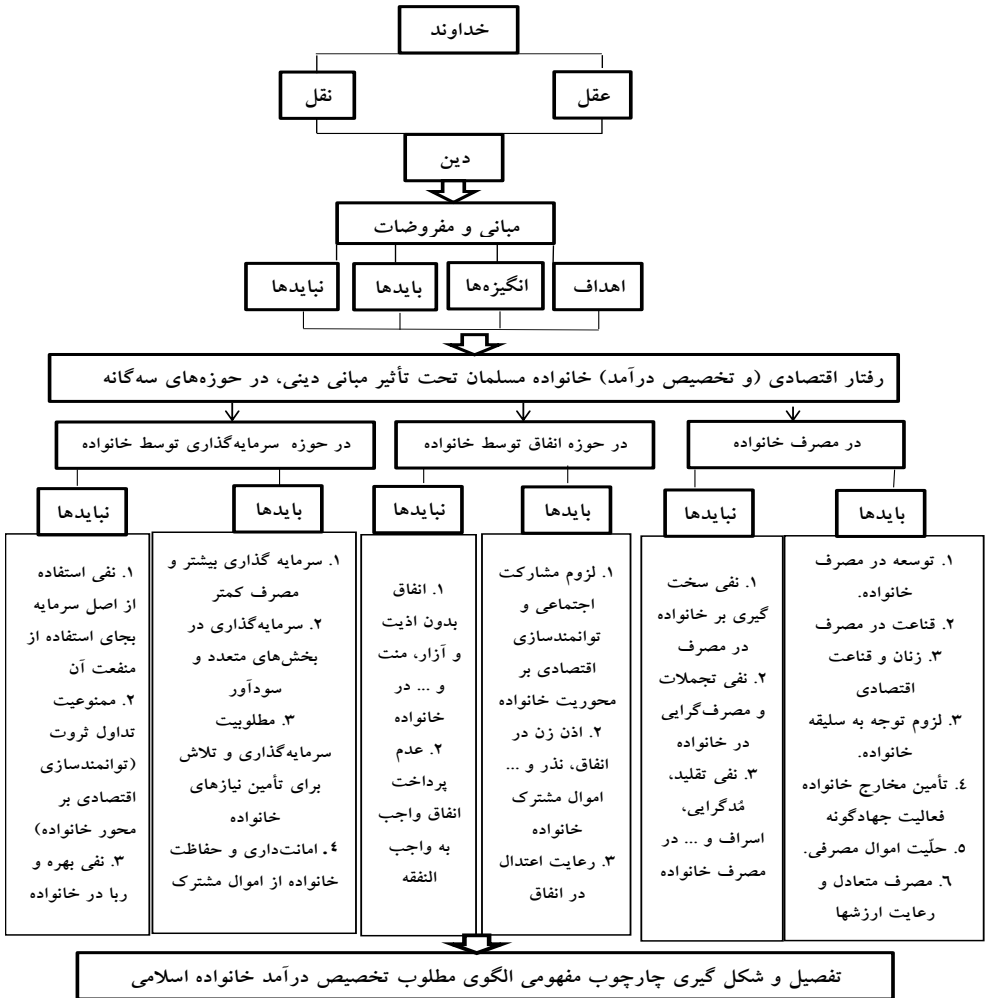 خداوند
عقل
نقل
دین
مبانی و مفروضات
اهداف
انگیزه‌ها
بایدها
نبایدها
رفتار اقتصادی (و تخصیص درآمد) خانواده مسلمان تحت تأثیر مبانی دینی، در حوزه‌های سه‌گانه
در مصرف خانواده
در حوزه انفاق توسط خانواده
در حوزه سرمایه‌گذاری توسط خانواده
بایدها
۱. توسعه در مصرف
خانواده.
۲. قناعت در مصرف
۳. زنان و قناعت
اقتصادی
۳. لزوم توجه به سلیقه
خانواده.
٤. تأمین مخارج خانواده
فعالیت جهادگونه
۵. حلّیت اموال مصرفی.
٦. مصرف متعادل و
رعایت ارزشها
نبایدها
۱. نفی سخت
گیری بر خانواده
در مصرف
۲. نفی تجملات
و مصرف‌گرایی
در خانواده
۳. نفی تقلید،
مُدگرایی،
اسراف و ... در
مصرف خانواده
بایدها
۱. لزوم مشارکت
اجتماعی و
توانمندسازی
اقتصادی بر
محوریت خانواده
۲. اذن زن در
انفاق، نذر و ...
اموال مشترک
خانواده
۳. رعایت اعتدال
در انفاق
نبایدها
۱. انفاق
بدون اذیت
و آزار، منت
و ... در
خانواده
۲. عدم
پرداخت
انفاق واجب
به واجب
النفقه
بایدها
۱. سرمایه گذاری بیشتر و
مصرف کمتر
۲. سرمایه‌گذاری در
بخش‌های متعدد و
سودآور
۳. مطلوبیت
سرمایه‌گذاری و تلاش
برای تأمین نیازهای
خانواده
٤. امانت‌داری و حفاظت
خانواده از اموال مشترک
نبایدها
۱. نفی استفاده
از اصل سرمایه
بجای استفاده از
منفعت آن
۲. ممنوعیت
تداول ثروت
(توانمندسازی
اقتصادی بر
محور خانواده)
۳. نفی بهره و
ربا در خانواده
تفصیل و شکل گیری چارچوب مفهومی الگوی مطلوب تخصیص درآمد خانواده اسلامی